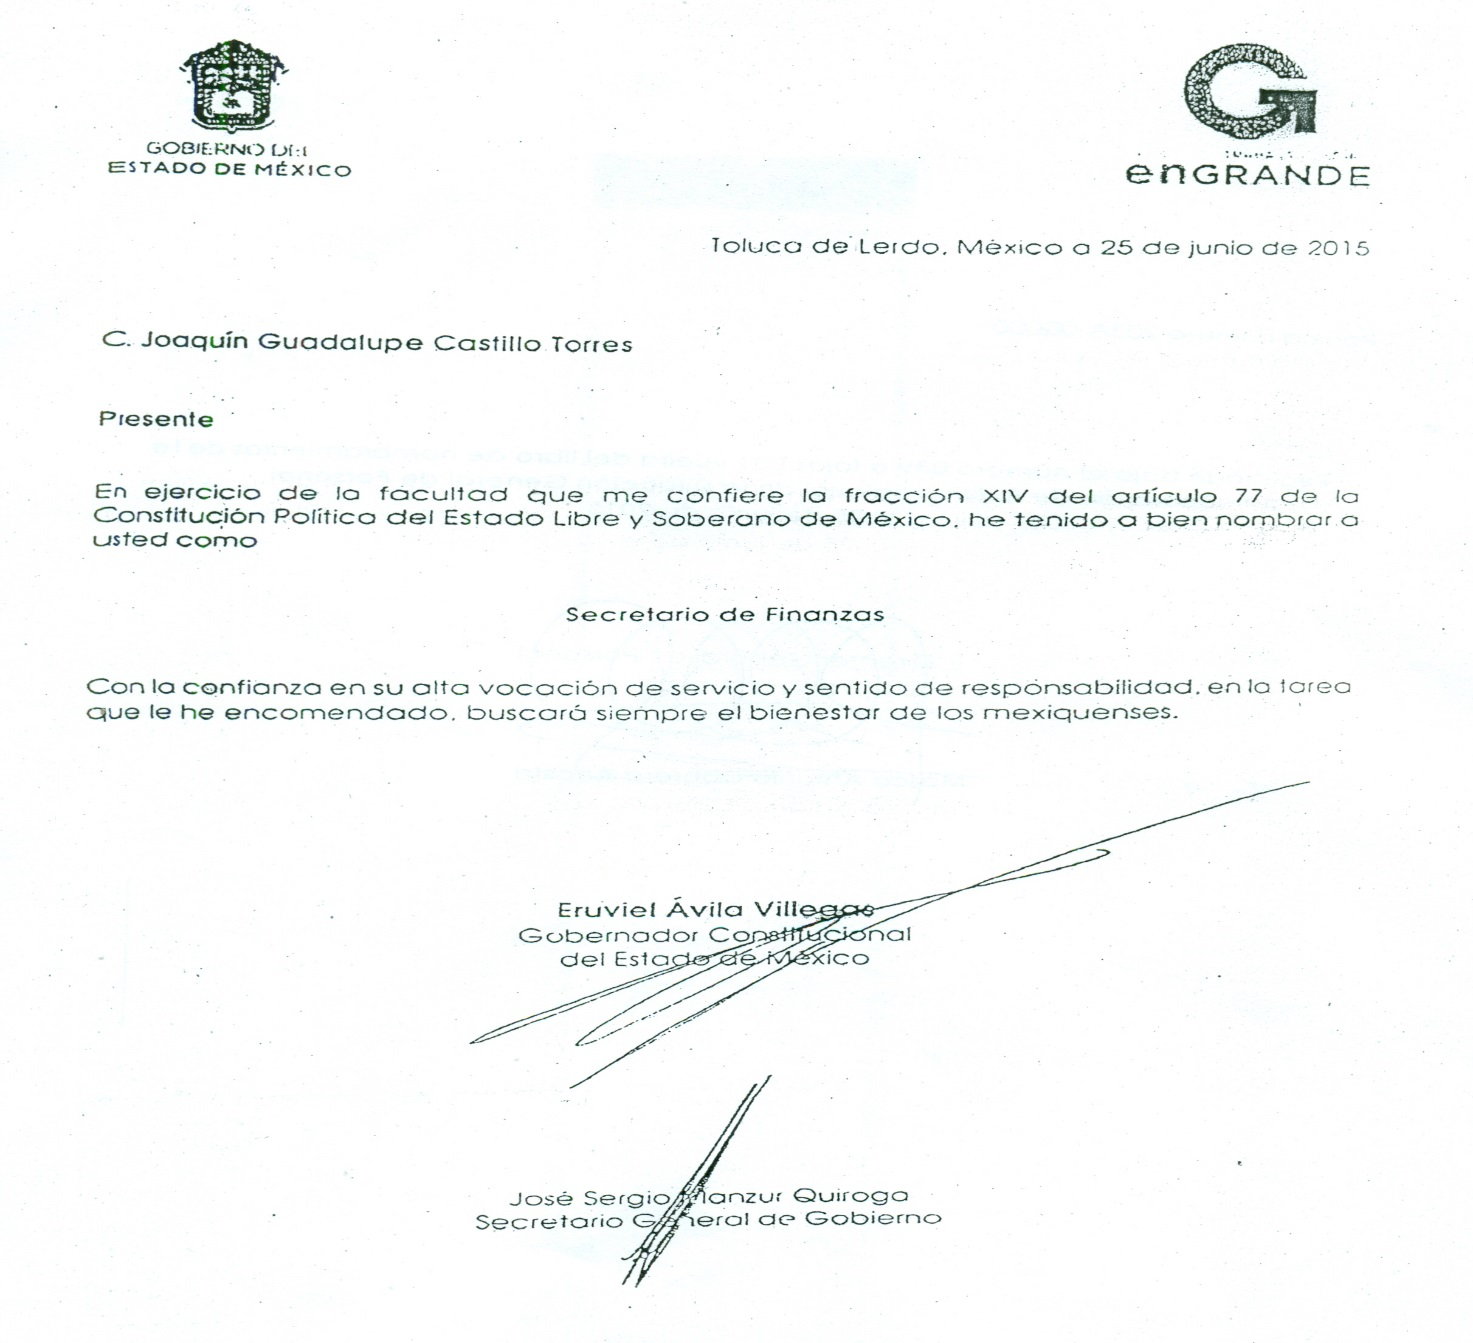 GOBIERNO DEL
ESTADO DE MÉXICO
enGRANDE
Toluca de Lerdo, México a 25 de junio de 2015
C. Joaquín Guadalupe Castillo Torres
Presente
En ejercicio de la facultad que me confiere la fracción XIV del artículo 77 de la
Constitución Política del Estado Libre y Soberano de México, he tenido a bien nombrar a
usted como
Secretario de Finanzas
Con la confianza en su alta vocación de servicio y sentido de responsabilidad, en la tarea
que le he encomendado, buscará siempre el bienestar de los mexiquenses.
Eruviel Ávila Villegas
Gobernador Constitucional
del Estado de México
José Sergio Manzur Quiroga
Secretario General de Gobierno